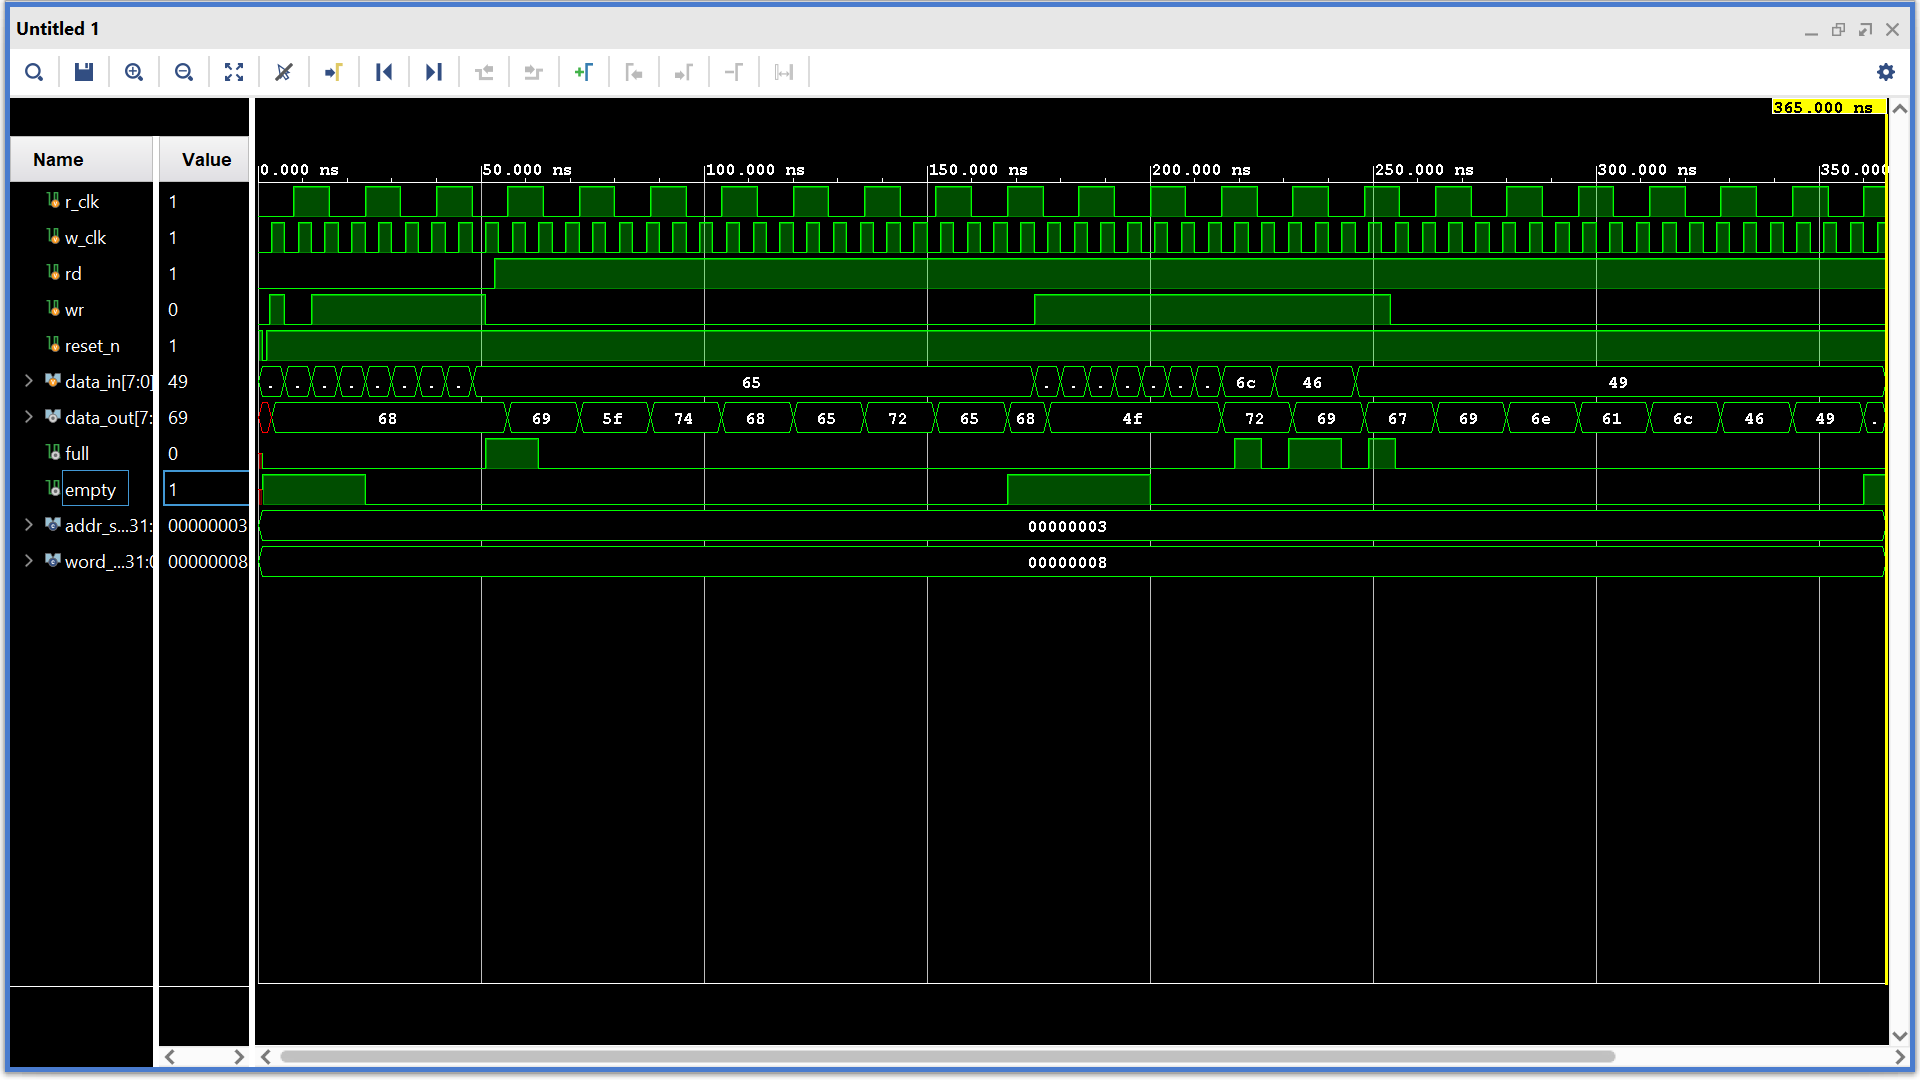 Untitled 1
365.000 ns
Name Value
0.000 ns 50.000 ns 100.000 ns 150.000 ns 200.000 ns 250.000 ns 300.000 ns 350.000
r_clk 1
w_clk 1
rd 1
wr 0
reset_n 1
data_in[7:0] 49 . . . . . . . . 65 . . . . . . . 6c 46 49
data_out[7: 69 68 69 5f 74 68 65 72 65 68 4f 72 69 67 69 6e 61 6c 46 49 .
full 0
empty 1
addr_s...31: 00000003 00000003
word_...31:0 00000008 00000008